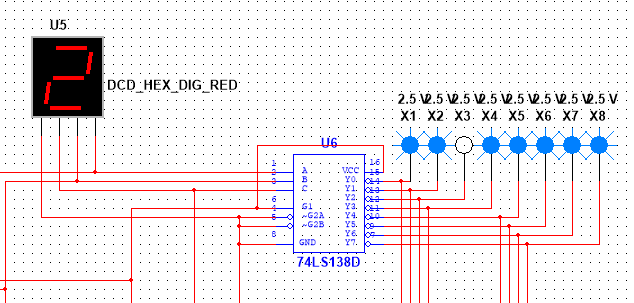 U5
2
DCD_HEX_DIG_RED
2.5 V 2.5 V 2.5 V 2.5 V 2.5 V 2.5 V 2.5 V 2.5 V
X1 X2 X3 X4 X5 X6 X7 X8
U6
1 VCC 16
2 A 15
3 B Y0 14
C Y1 13
6 Y2 12
4 G1 Y3 11
5 ~G2A Y4 10
~G2B Y5 9
8 Y6 7
GND Y7
74LS138D